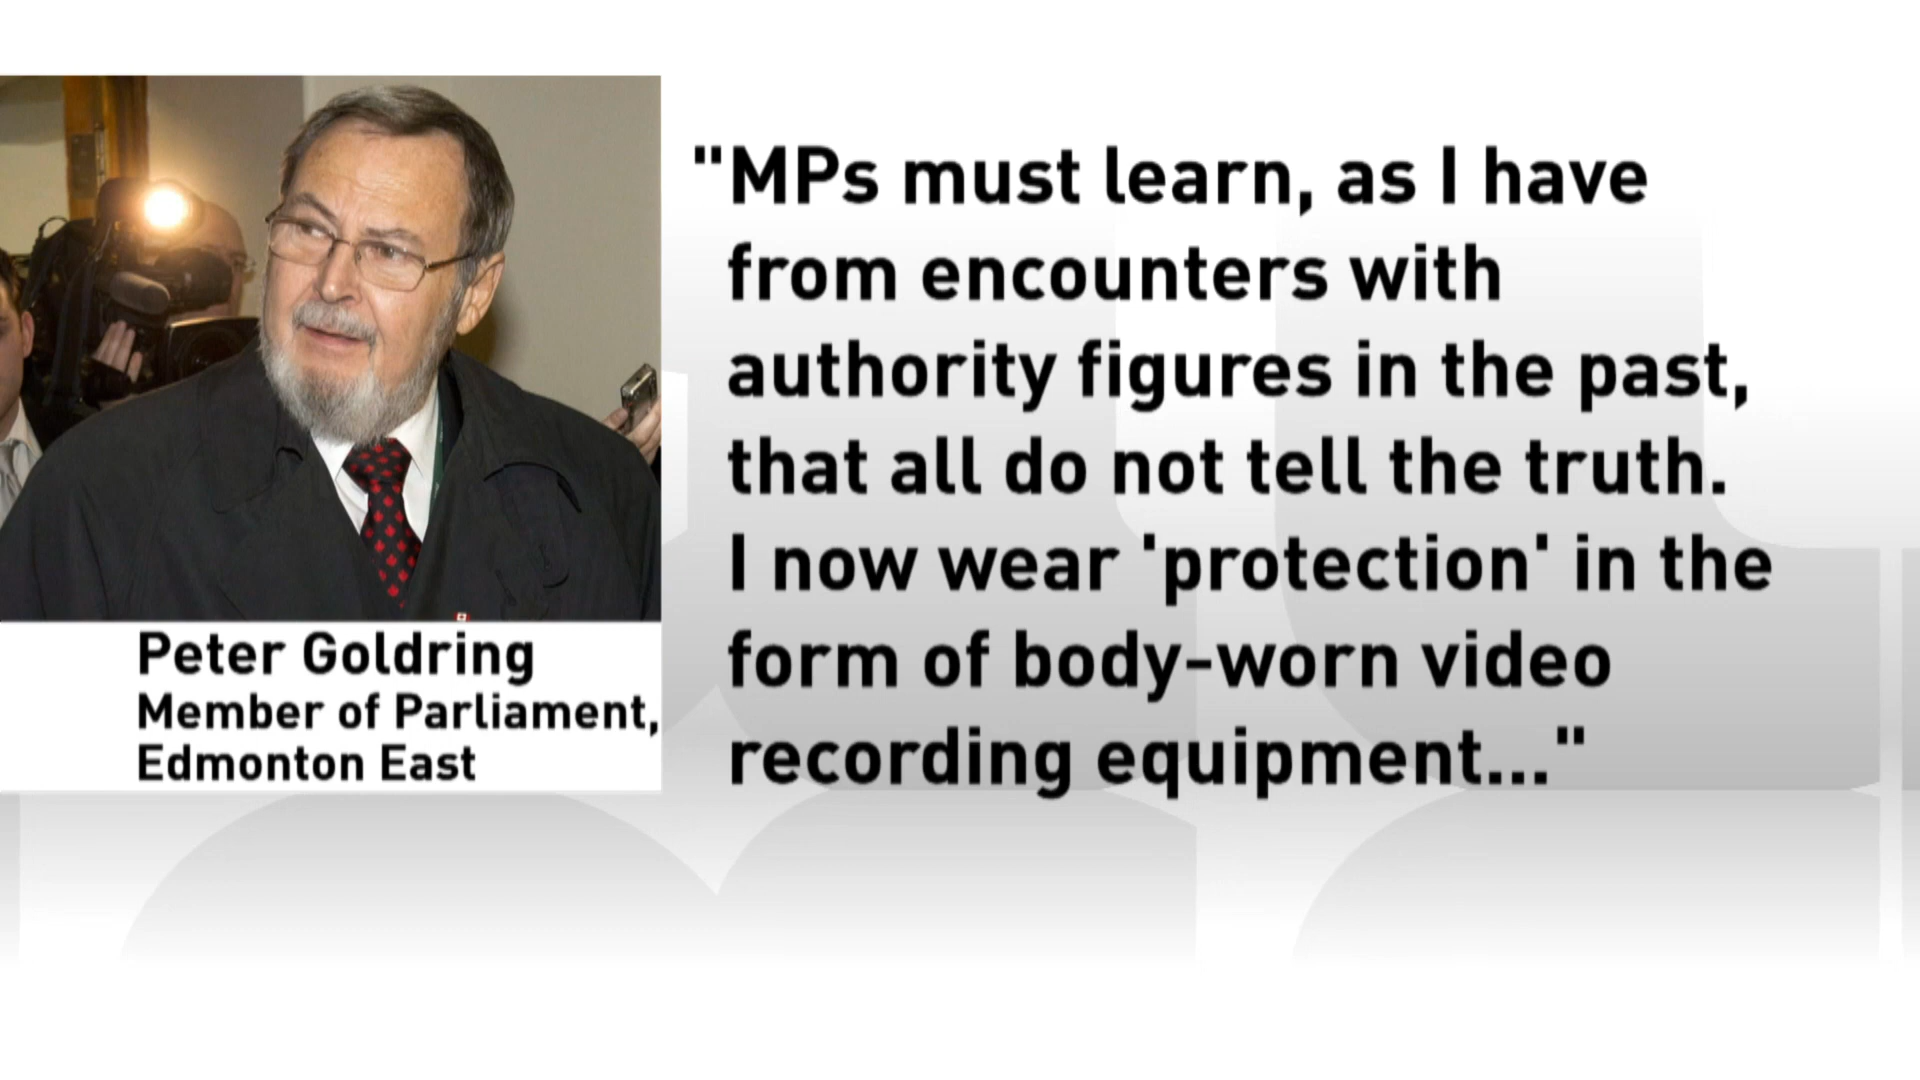 "MPs must learn, as I have
from encounters with
authority figures in the past,
that all do not tell the truth.
I now wear 'protection' in the
form of body-worn video
recording equipment..."
Peter Goldring
Member of Parliament,
Edmonton East